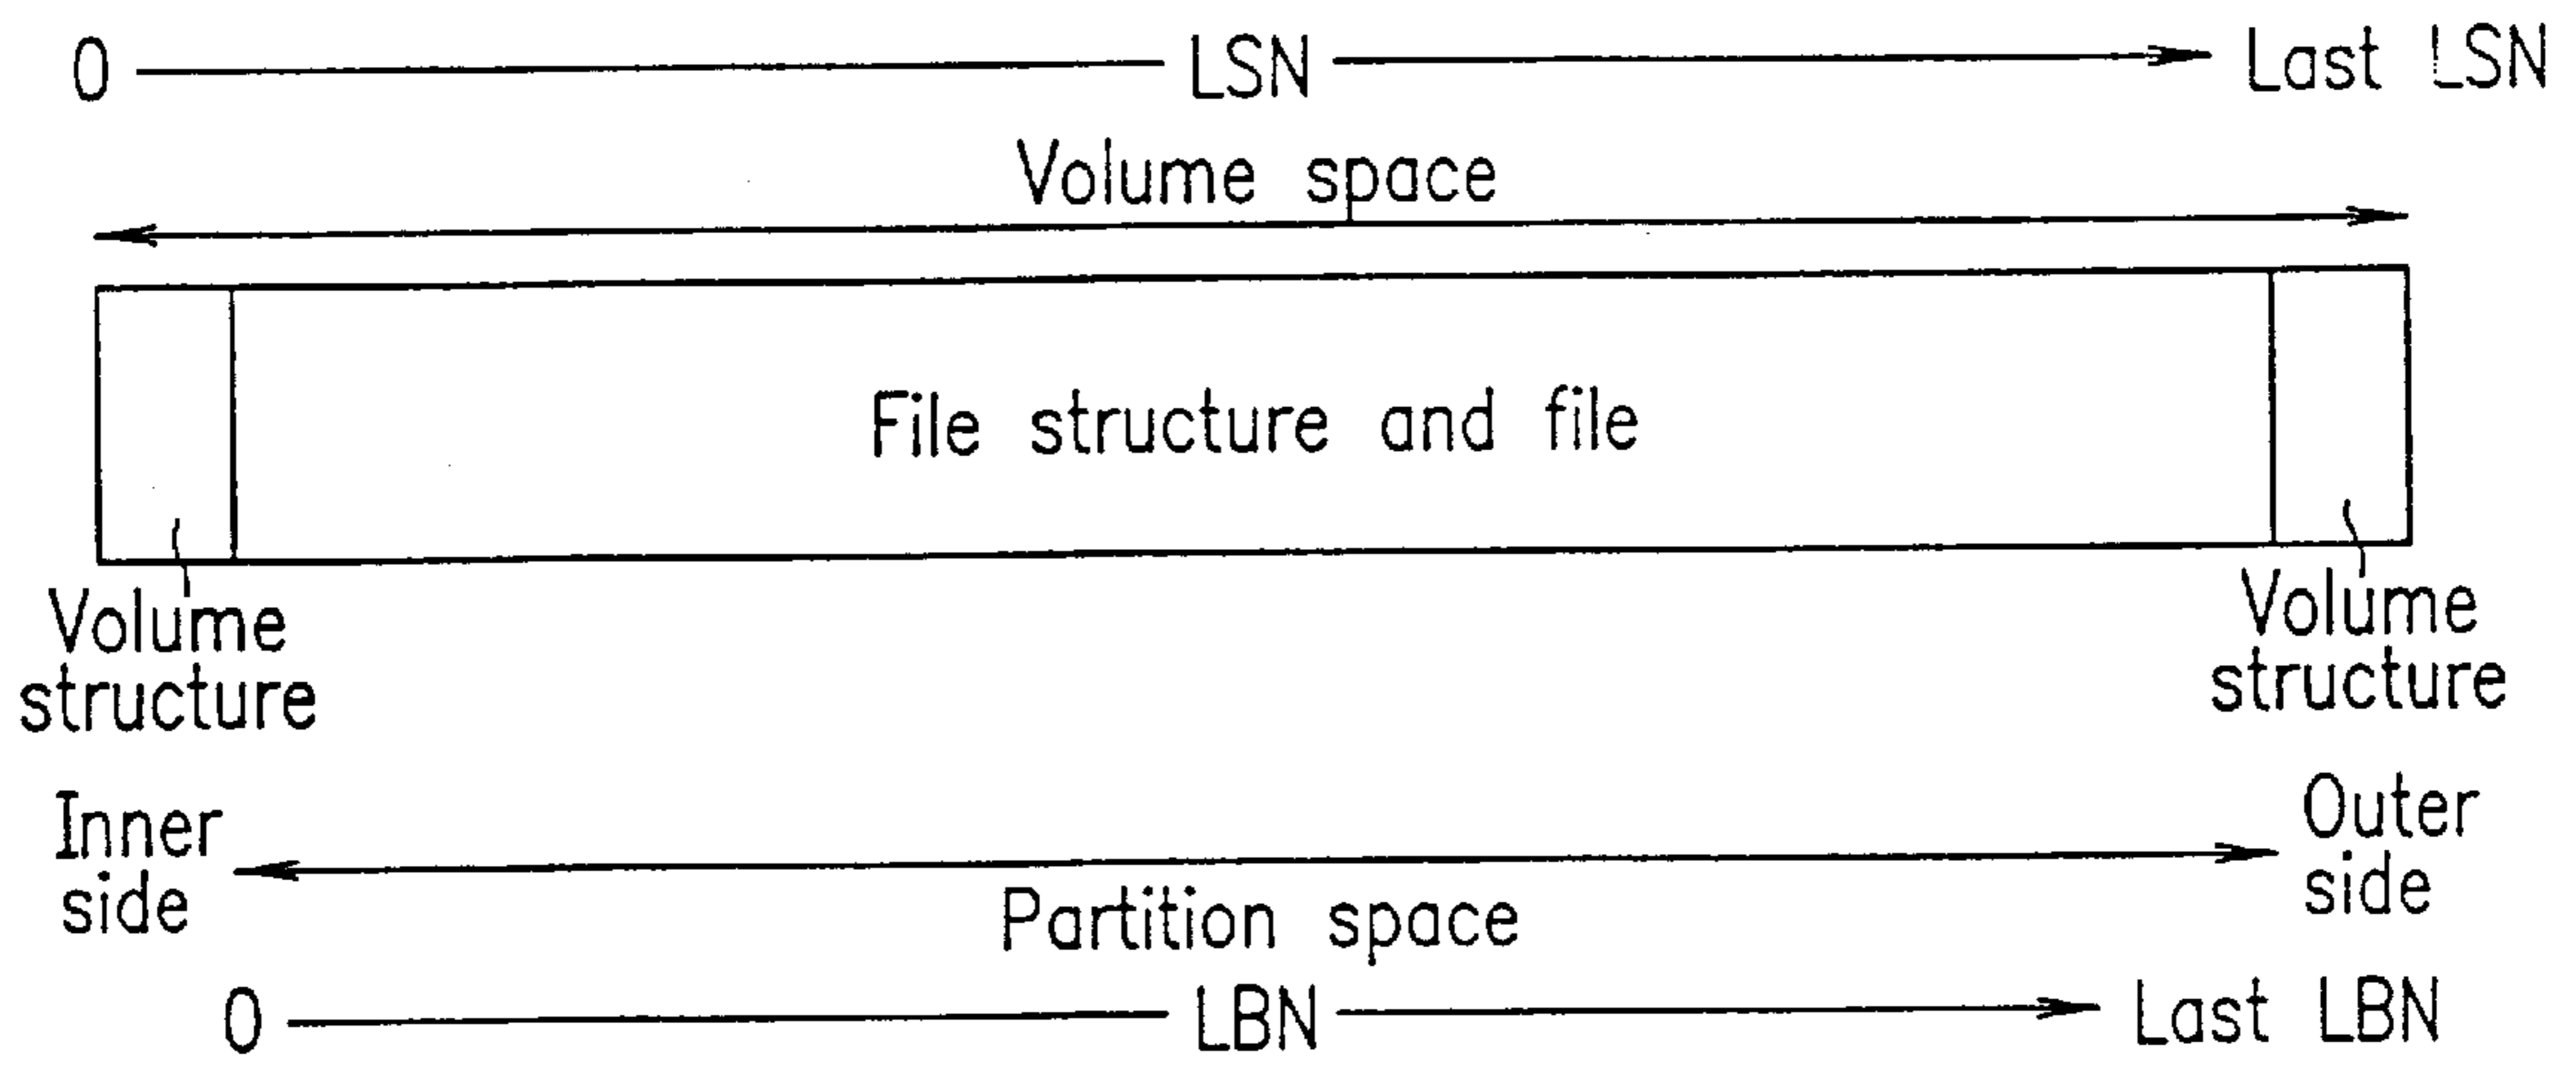 0 LSN Last LSN
Volume space
File structure and file
Volume
structure
Volume
structure
Inner
side
Outer
side
Partition space
0 LBN Last LBN